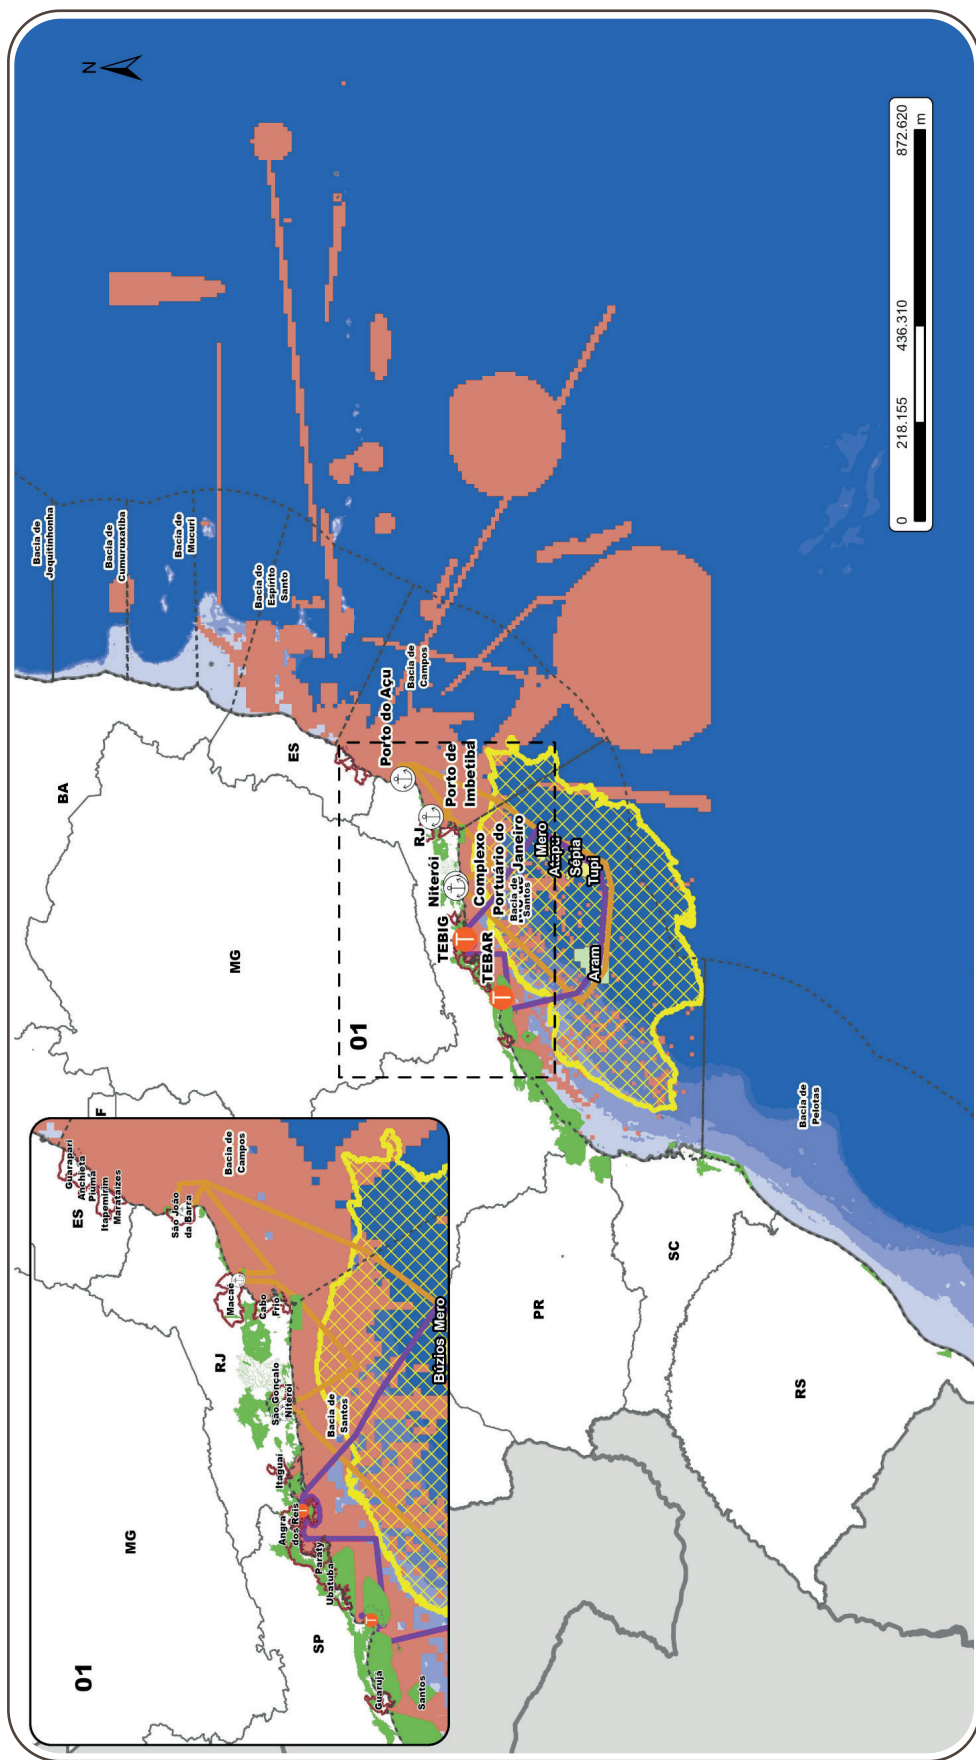 01
MG
SP
RJ
ES
Guarapari
Anchieta
Piúma
Itapemirim
Marataízes
São João
da Barra
Macaé
Cabo
Frio
São Gonçalo
Niterói
Itaguaí
Angra
dos Reis
Paraty
Ubatuba
Guarujá
Santos
Bacia de
Campos
Bacia de
Santos
Búzios
Mero
T
T
F
BA
MG
ES
RJ
01
N
Bacia de
Jequitinhonha
Bacia de
Cumuruxatiba
Bacia de
Mucuri
Bacia do
Espírito
Santo
Porto do Açu
Bacia de
Campos
Porto de
Imbetiba
Niterói
Complexo
Portuário do
Rio de Janeiro
Bacia de
Santos
TEBIG
T
TEBAR
T
Mero
Atapu
Sépia
Tupi
Aram
PR
SC
RS
Bacia de
Pelotas
0 218.155 436.310 872.620
m